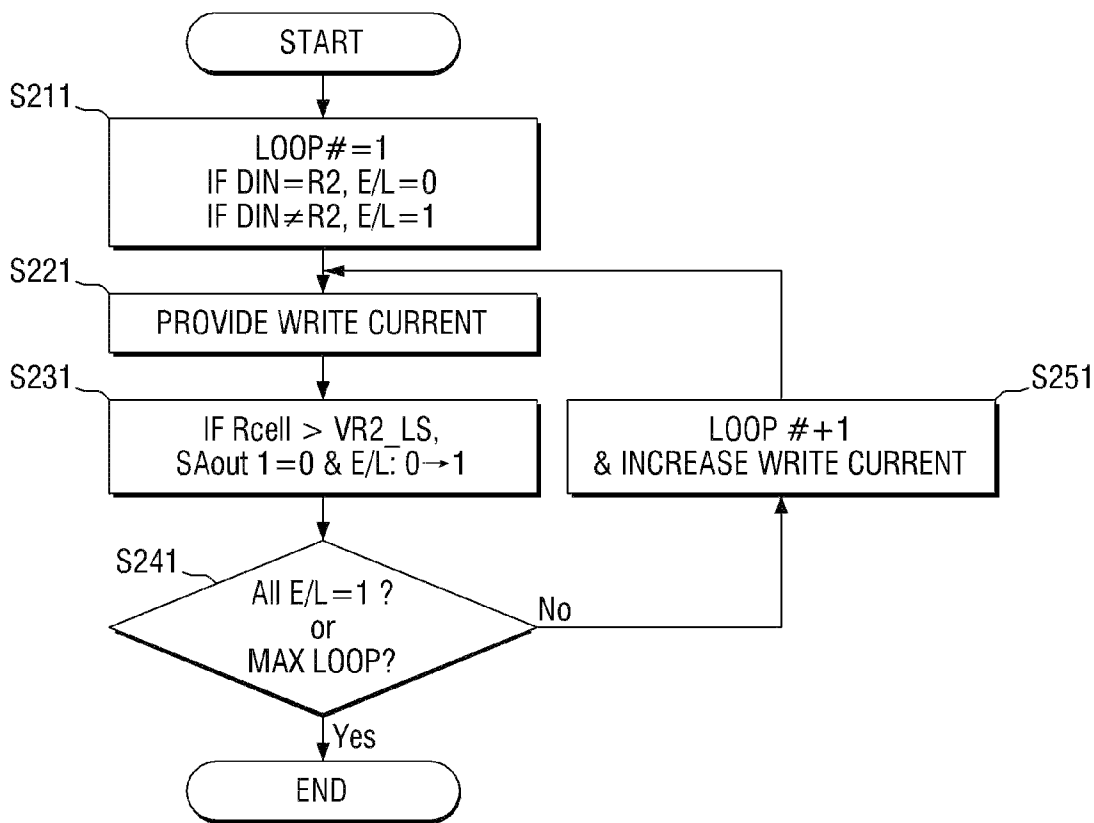 START
S211
LOOP#=1
IF DIN=R2, E/L=0
IF DIN≠R2, E/L=1
S221
PROVIDE WRITE CURRENT
S231
IF Rcell > VR2_LS,
SAout 1=0 & E/L: 0→1
S251
LOOP #+1
& INCREASE WRITE CURRENT
S241
All E/L=1 ?
or
MAX LOOP?
No
Yes
END